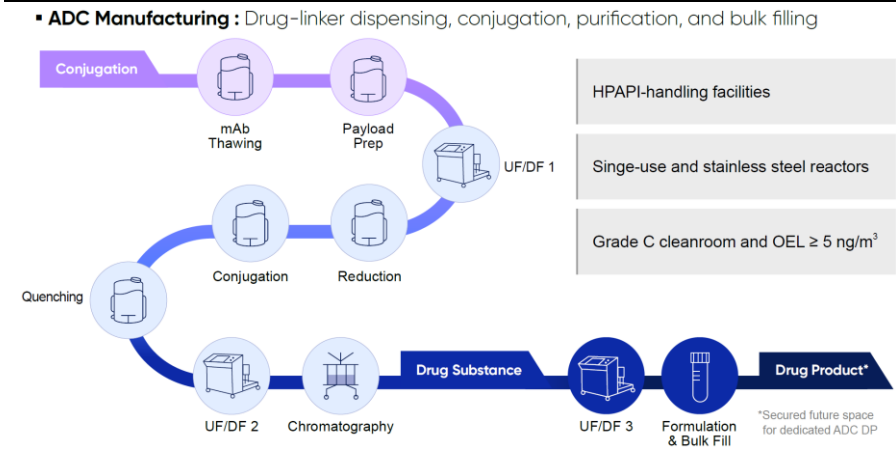 ▪ ADC Manufacturing : Drug-linker dispensing, conjugation, purification, and bulk filling
Conjugation
mAb
Thawing
Payload
Prep
UF/DF 1
HPAPI-handling facilities
Singe-use and stainless steel reactors
Grade C cleanroom and OEL ≥ 5 ng/m³
Conjugation
Reduction
Quenching
UF/DF 2
Chromatography
Drug Substance
UF/DF 3
Formulation
& Bulk Fill
Drug Product*
*Secured future space
for dedicated ADC DP